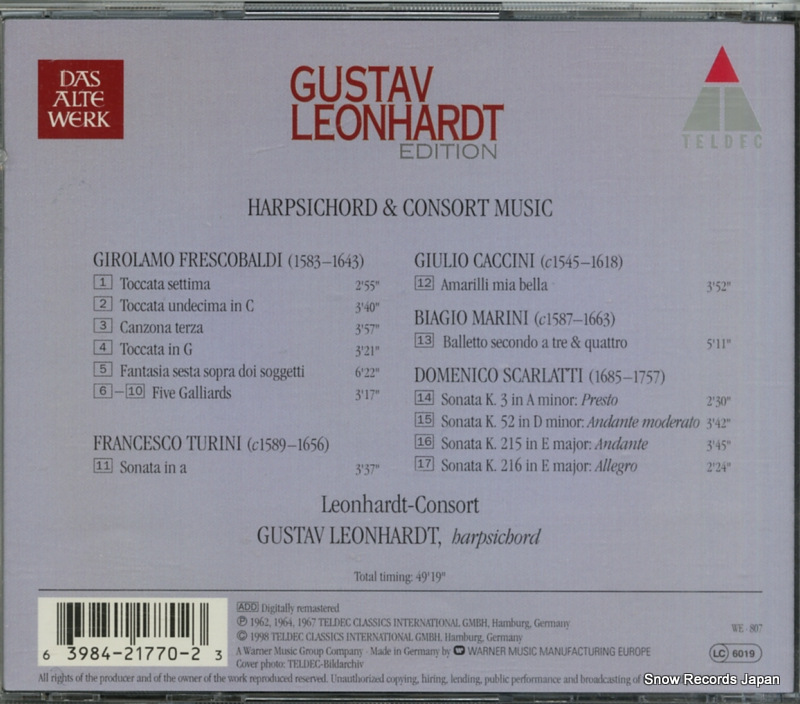 DAS
ALTE
WERK
GUSTAV
LEONHARDT
EDITION
TELDEC
HARPSICHORD & CONSORT MUSIC
GIROLAMO FRESCOBALDI (1583–1643)
1 Toccata settima 2'55"
2 Toccata undecima in C 3'40"
3 Canzona terza 3'57"
4 Toccata in G 3'21"
5 Fantasia sesta sopra doi soggetti 6'22"
6–10 Five Galliards 3'17"
FRANCESCO TURINI (c1589–1656)
11 Sonata in a 3'37"
GIULIO CACCINI (c1545–1618)
12 Amarilli mia bella 3'52"
BIAGIO MARINI (c1587–1663)
13 Balletto secondo a tre & quattro 5'11"
DOMENICO SCARLATTI (1685–1757)
14 Sonata K. 3 in A minor: Presto 2'30"
15 Sonata K. 52 in D minor: Andante moderato 3'42"
16 Sonata K. 215 in E major: Andante 3'45"
17 Sonata K. 216 in E major: Allegro 2'24"
Leonhardt-Consort
GUSTAV LEONHARDT, harpsichord
Total timing: 49'19"
6 3984-21770-2 3
ADD Digitally remastered
℗ 1962, 1964, 1967 TELDEC CLASSICS INTERNATIONAL GMBH, Hamburg, Germany
© 1998 TELDEC CLASSICS INTERNATIONAL GMBH, Hamburg, Germany
A Warner Music Group Company · Made in Germany by WARNER MUSIC MANUFACTURING EUROPE
Cover photo: TELDEC-Bildarchiv
WE · 807
LC 6019
All rights of the producer and of the owner of the work reproduced reserved. Unauthorized copying, hiring, lending, public performance and broadcasting of
Snow Records Japan